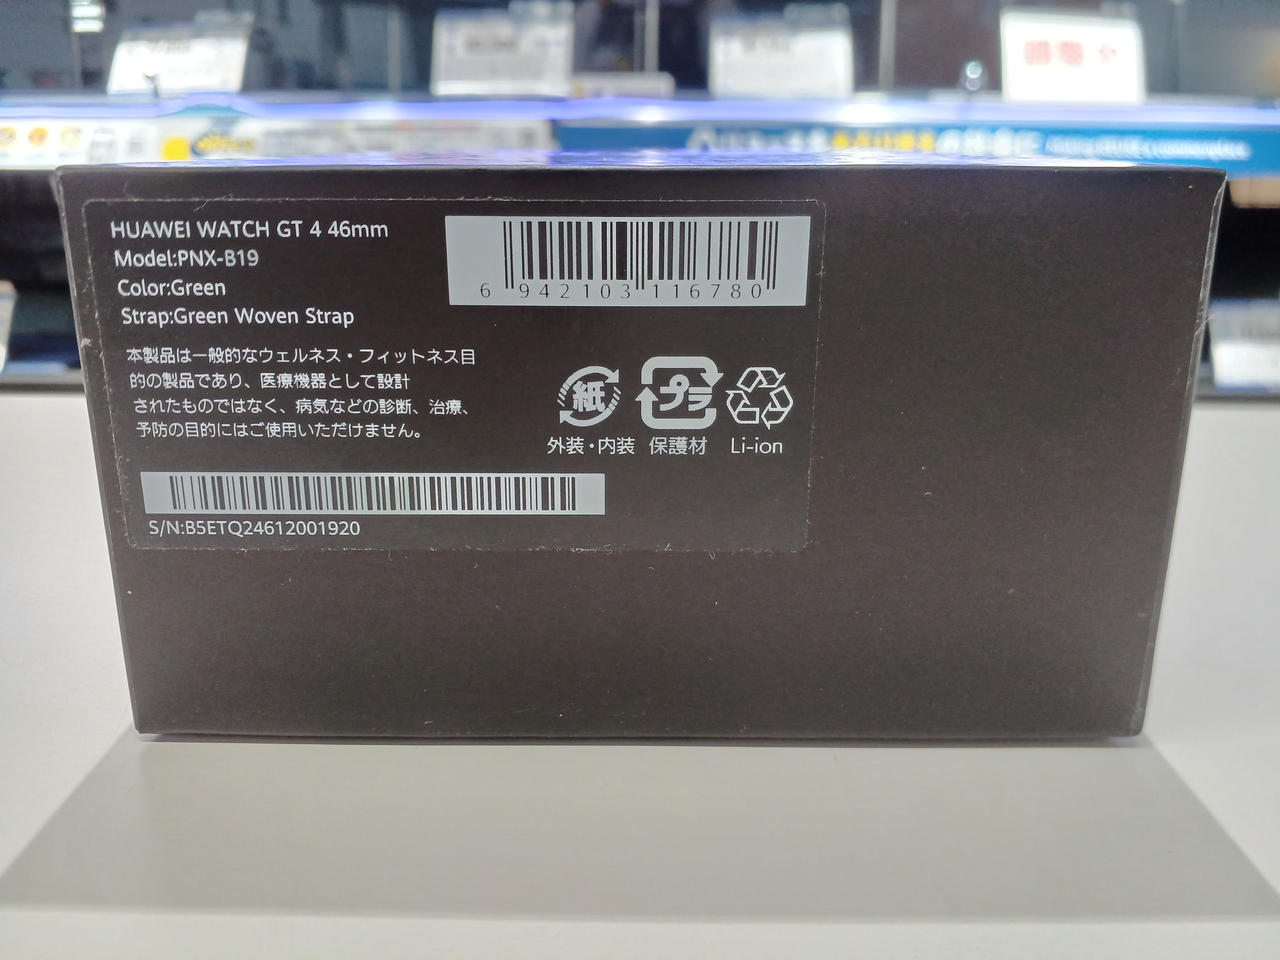 HUAWEI WATCH GT 4 46mm
Model:PNX-B19
Color:Green
Strap:Green Woven Strap
6 942103 116780
本製品は一般的なウェルネス・フィットネス目
的の製品であり、医療機器として設計
されたものではなく、病気などの診断、治療、
予防の目的にはご使用いただけません。
紙
プラ
外装・内装
保護材
Li-ion
S/N:B5ETQ24612001920